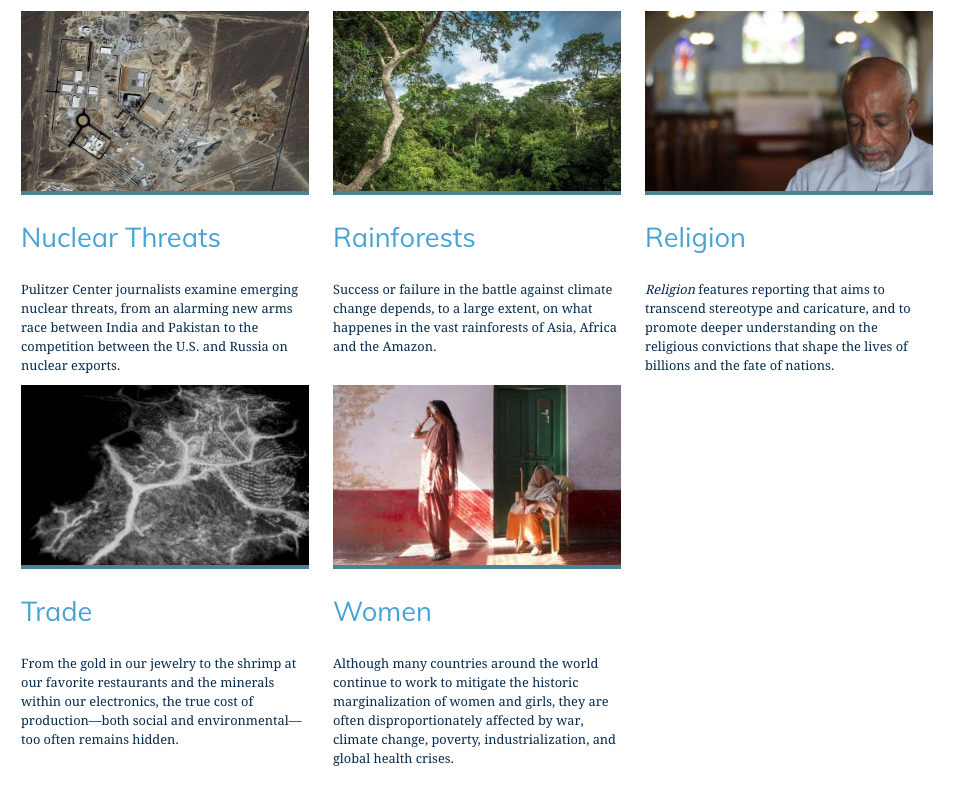 Nuclear Threats
Pulitzer Center journalists examine emerging
nuclear threats, from an alarming new arms
race between India and Pakistan to the
competition between the U.S. and Russia on
nuclear exports.
Rainforests
Success or failure in the battle against climate
change depends, to a large extent, on what
happenes in the vast rainforests of Asia, Africa
and the Amazon.
Religion
Religion features reporting that aims to
transcend stereotype and caricature, and to
promote deeper understanding on the
religious convictions that shape the lives of
billions and the fate of nations.
Trade
From the gold in our jewelry to the shrimp at
our favorite restaurants and the minerals
within our electronics, the true cost of
production—both social and environmental—
too often remains hidden.
Women
Although many countries around the world
continue to work to mitigate the historic
marginalization of women and girls, they are
often disproportionately affected by war,
climate change, poverty, industrialization, and
global health crises.